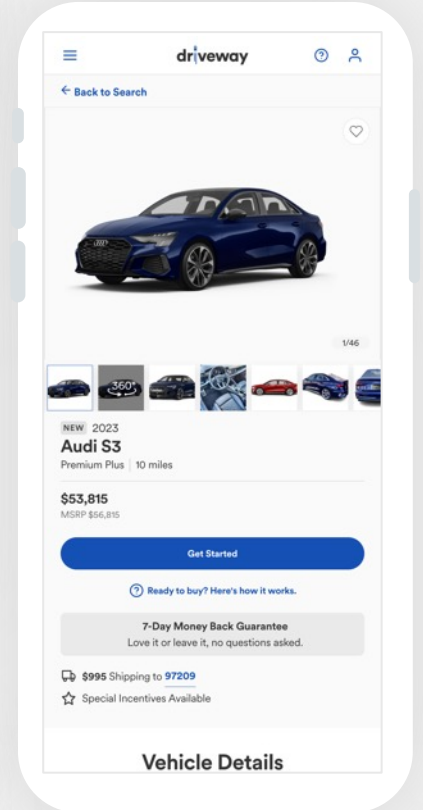 driveway
← Back to Search
1/46
360°
NEW 2023
Audi S3
Premium Plus | 10 miles
$53,815
MSRP $56,815
Get Started
? Ready to buy? Here's how it works.
7-Day Money Back Guarantee
Love it or leave it, no questions asked.
$995 Shipping to 97209
Special Incentives Available
Vehicle Details